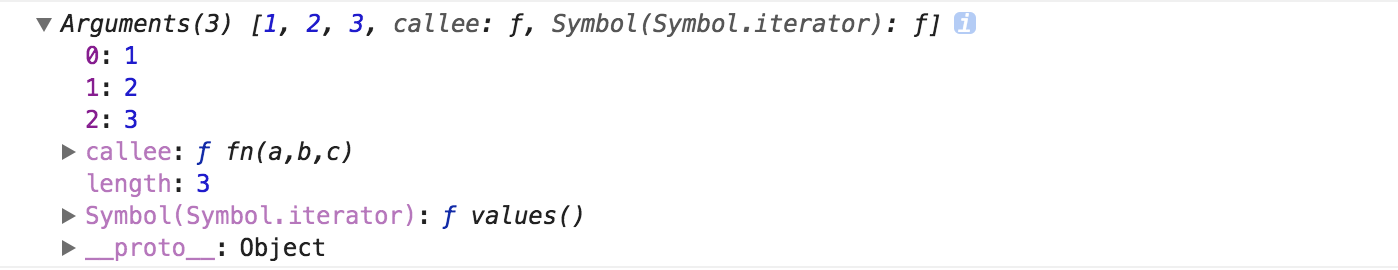 ▼ Arguments(3) [1, 2, 3, callee: ƒ, Symbol(Symbol.iterator): ƒ] i
0: 1
1: 2
2: 3
▶ callee: ƒ fn(a,b,c)
length: 3
▶ Symbol(Symbol.iterator): ƒ values()
▶ __proto__: Object